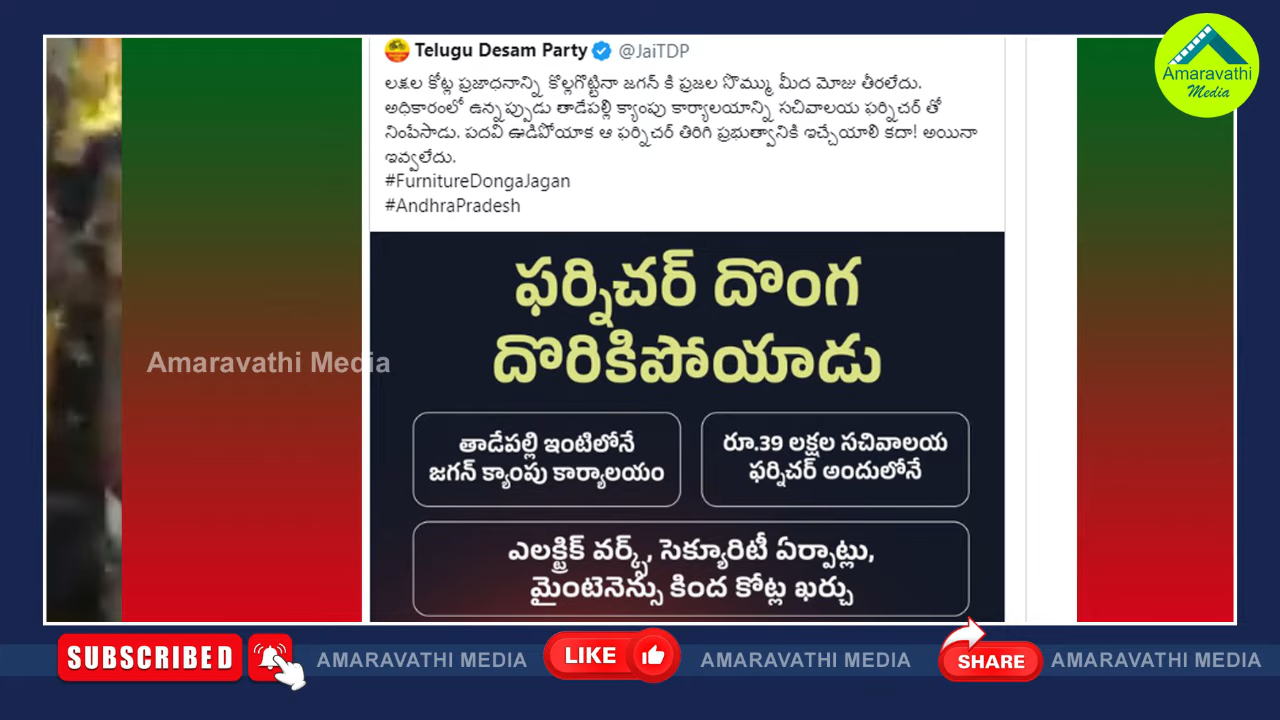 Telugu Desam Party @JaiTDP
లక్షల కోట్ల ప్రజాధనాన్ని కొల్లగొట్టినా జగన్ కి ప్రజల సొమ్ము మీద మోజు తీరలేదు.
అధికారంలో ఉన్నప్పుడు తాడేపల్లి క్యాంపు కార్యాలయాన్ని సచివాలయ ఫర్నిచర్ తో
నింపేసాడు. పదవి ఊడిపోయాక ఆ ఫర్నిచర్ తిరిగి ప్రభుత్వానికి ఇచ్చేయాలి కదా! అయినా
ఇవ్వలేదు.
#FurnitureDongaJagan
#AndhraPradesh
ఫర్నిచర్ దొంగ
దొరికిపోయాడు
తాడేపల్లి ఇంటిలోనే
జగన్ క్యాంపు కార్యాలయం
రూ.39 లక్షల సచివాలయ
ఫర్నిచర్ అందులోనే
ఎలక్ట్రిక్ వర్క్స్, సెక్యూరిటీ ఏర్పాట్లు,
మైంటెనెన్సు కింద కోట్ల ఖర్చు
Amaravathi
Media
Amaravathi Media
SUBSCRIBED
AMARAVATHI MEDIA
LIKE
AMARAVATHI MEDIA
SHARE
AMARAVATHI MEDIA